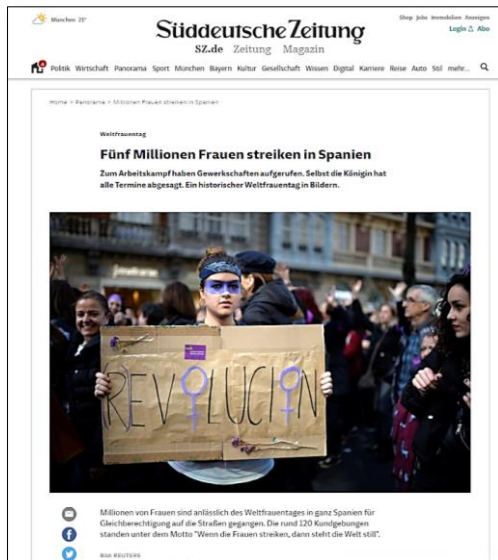 München 21°
Shop Jobs Immobilien Anzeigen
Login Abo
Süddeutsche Zeitung
SZ.de Zeitung Magazin
Politik Wirtschaft Panorama Sport München Bayern Kultur Gesellschaft Wissen Digital Karriere Reise Auto Stil mehr...
Home > Panorama > Millionen Frauen streiken in Spanien
Weltfrauentag
Fünf Millionen Frauen streiken in Spanien
Zum Arbeitskampf haben Gewerkschaften aufgerufen. Selbst die Königin hat
alle Termine abgesagt. Ein historischer Weltfrauentag in Bildern.
REVOLUCION
Millionen von Frauen sind anlässlich des Weltfrauentages in ganz Spanien für
Gleichberechtigung auf die Straßen gegangen. Die rund 120 Kundgebungen
standen unter dem Motto "Wenn die Frauen streiken, dann steht die Welt still".
Bild: REUTERS